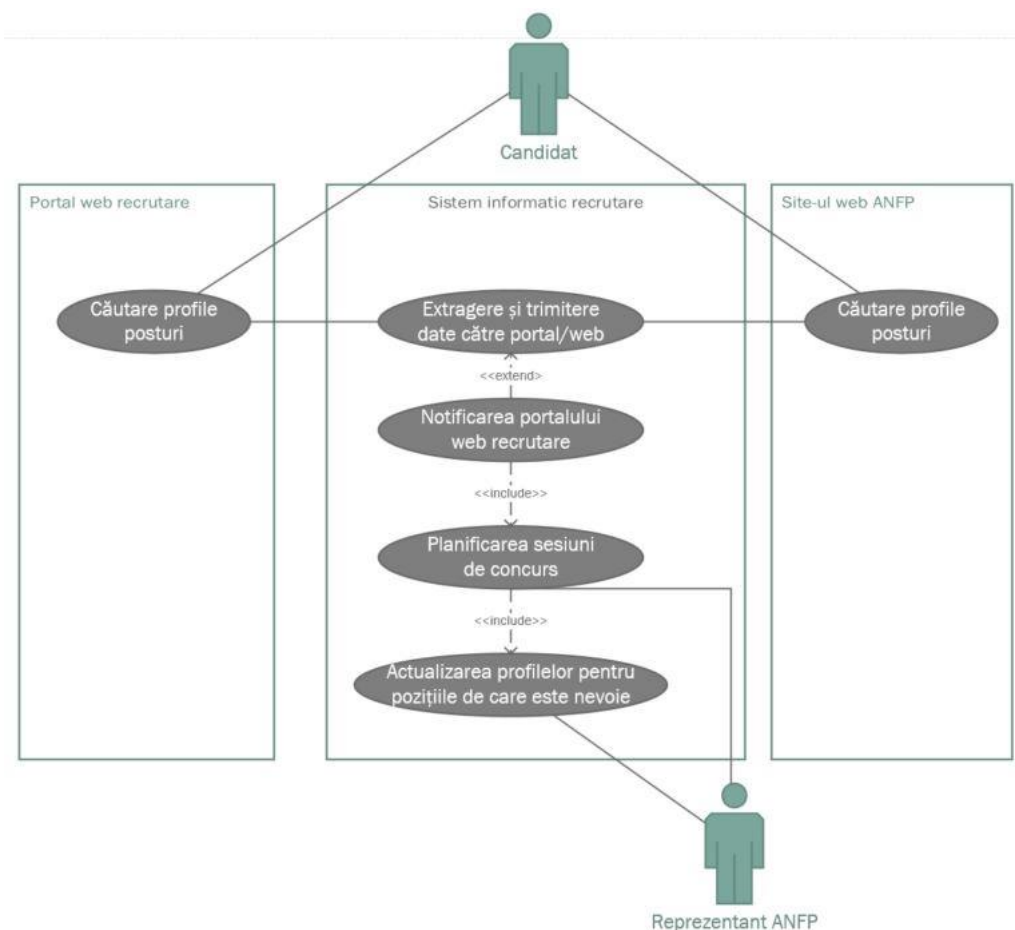 Candidat
Portal web recrutare
Sistem informatic recrutare
Site-ul web ANFP
Căutare profile
posturi
Extragere și trimitere
date către portal/web
Căutare profile
posturi
<<extend>
Notificarea portalului
web recrutare
<<include>>
Planificarea sesiuni
de concurs
<<include>>
Actualizarea profilelor pentru
pozițiile de care este nevoie
Reprezentant ANFP